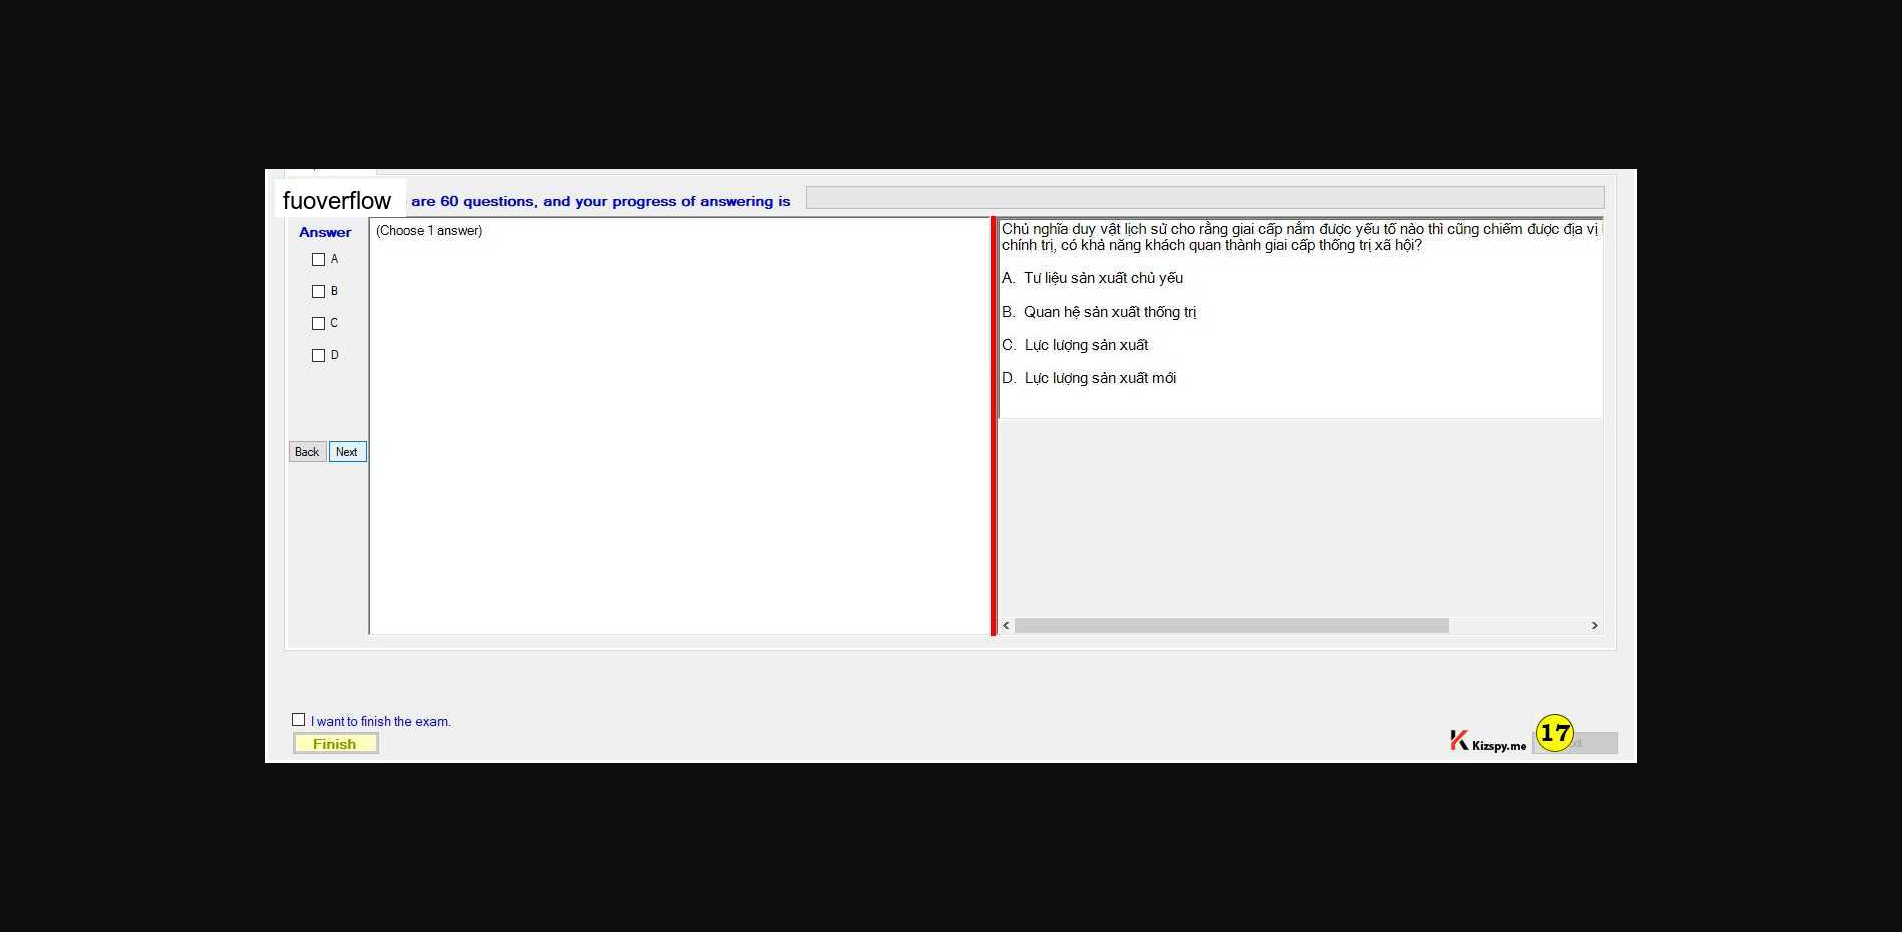 fuoverflow are 60 questions, and your progress of answering is
Answer
A
B
C
D
Back Next
(Choose 1 answer)
Chủ nghĩa duy vật lịch sử cho rằng giai cấp nắm được yếu tố nào thì cũng chiếm được địa vị
chính trị, có khả năng khách quan thành giai cấp thống trị xã hội?
A. Tư liệu sản xuất chủ yếu
B. Quan hệ sản xuất thống trị
C. Lực lượng sản xuất
D. Lực lượng sản xuất mới
I want to finish the exam.
Finish
Kizspy.me
17